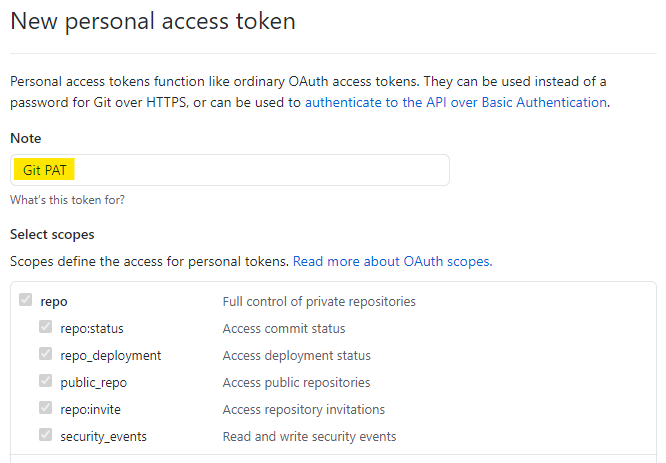 New personal access token
Personal access tokens function like ordinary OAuth access tokens. They can be used instead of a
password for Git over HTTPS, or can be used to authenticate to the API over Basic Authentication.
Note
Git PAT
What's this token for?
Select scopes
Scopes define the access for personal tokens. Read more about OAuth scopes.
repo Full control of private repositories
repo:status Access commit status
repo_deployment Access deployment status
public_repo Access public repositories
repo:invite Access repository invitations
security_events Read and write security events